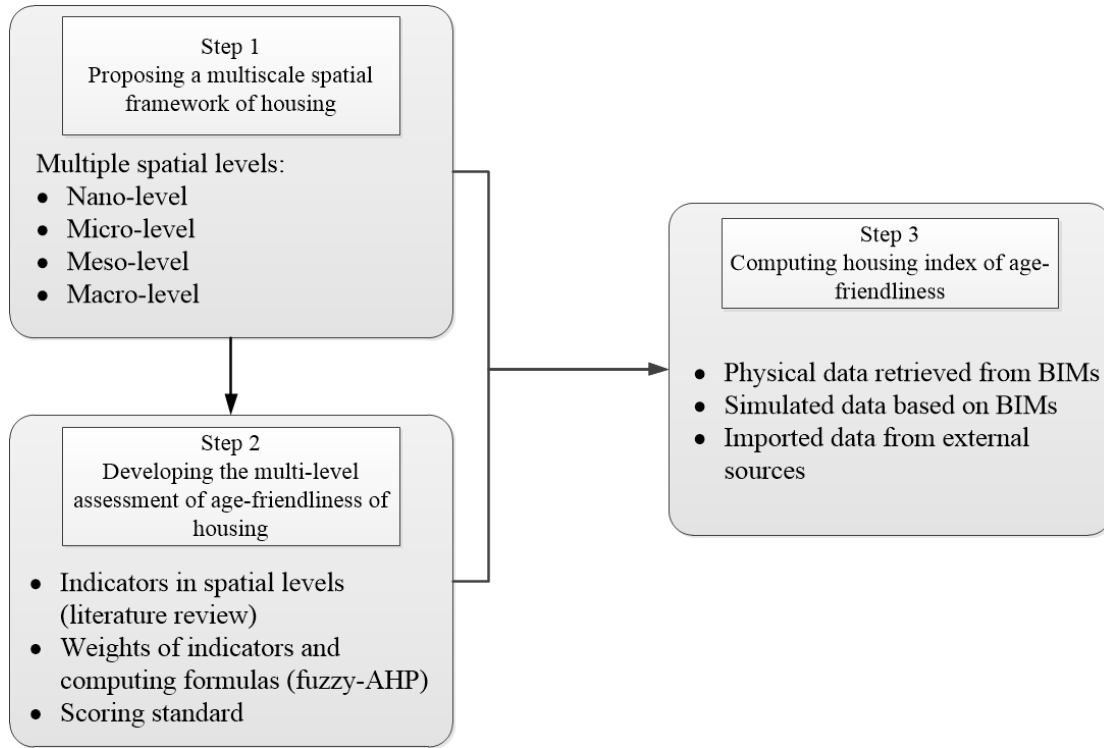 Step 1
Proposing a multiscale spatial
framework of housing
Multiple spatial levels:
• Nano-level
• Micro-level
• Meso-level
• Macro-level
Step 2
Developing the multi-level
assessment of age-friendliness of
housing
• Indicators in spatial levels
(literature review)
• Weights of indicators and
computing formulas (fuzzy-AHP)
• Scoring standard
Step 3
Computing housing index of age-
friendliness
• Physical data retrieved from BIMs
• Simulated data based on BIMs
• Imported data from external
sources